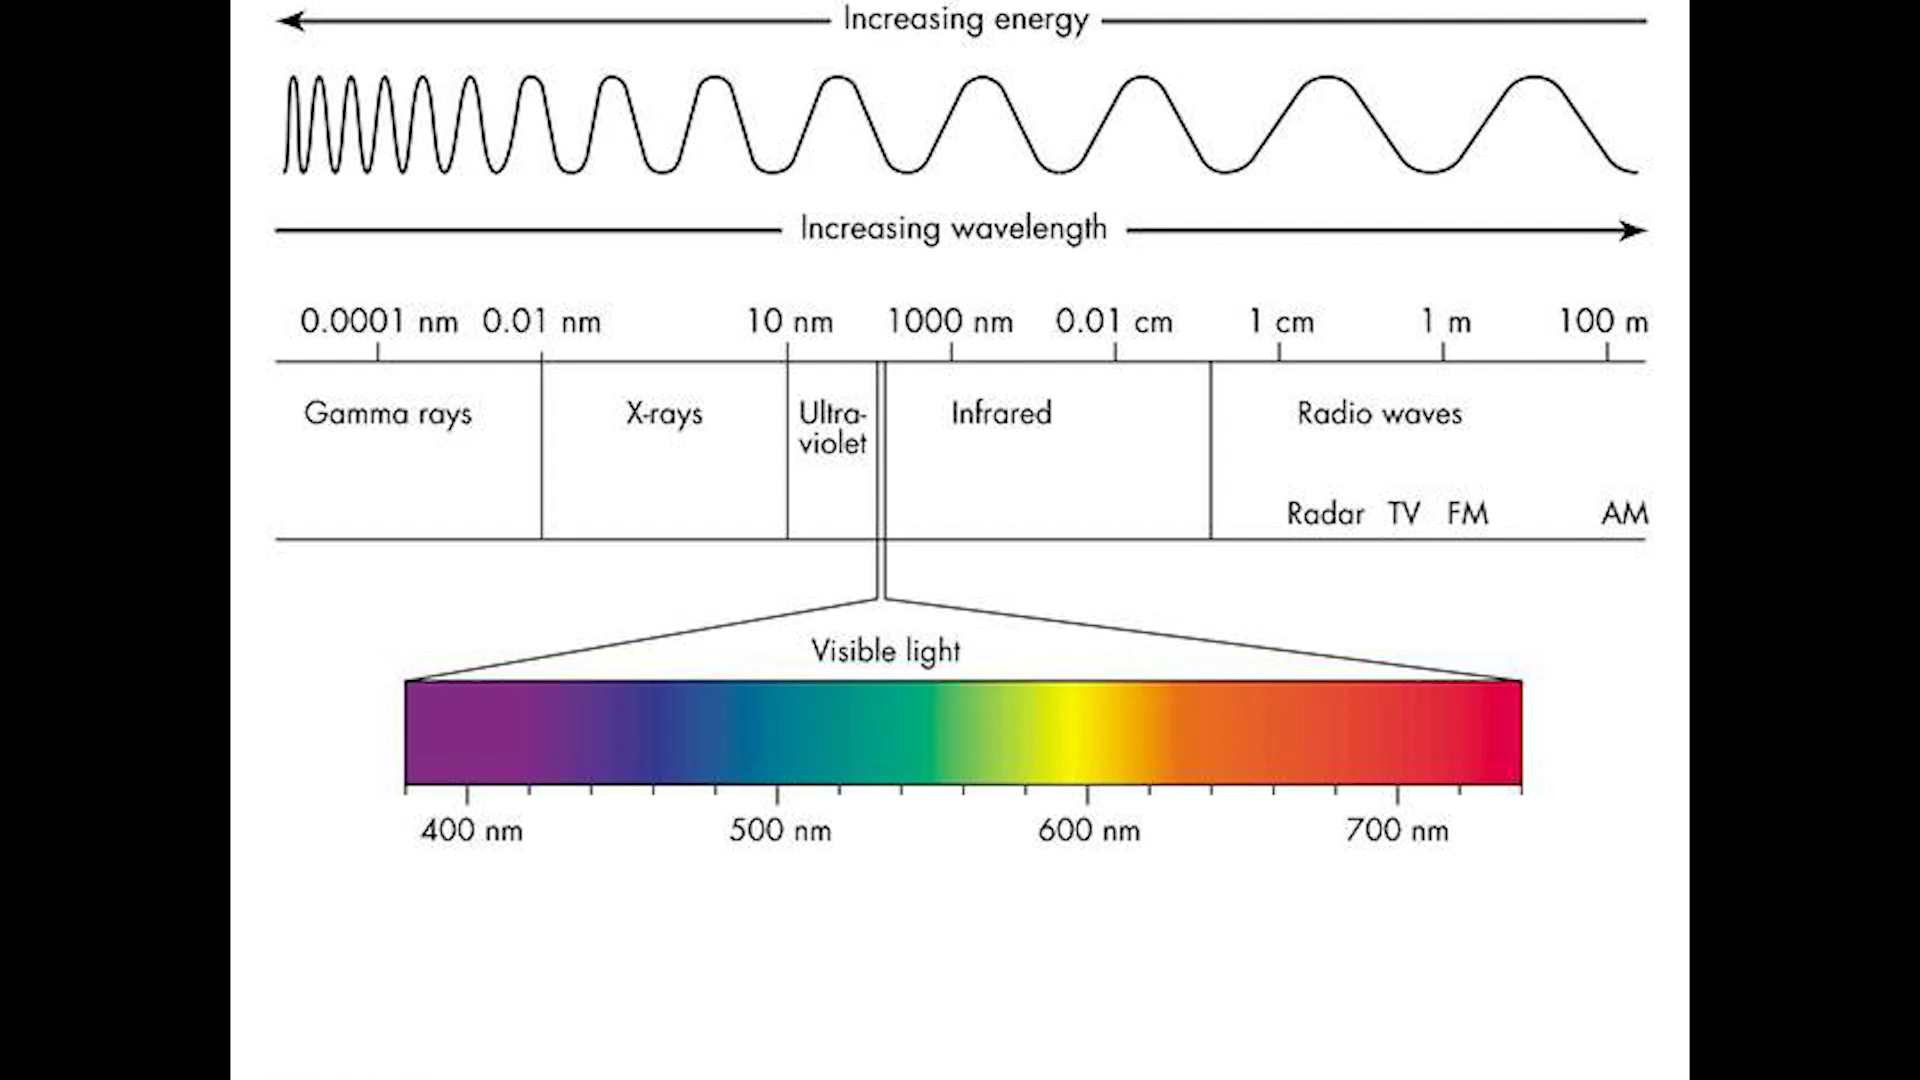 Increasing energy
Increasing wavelength
0.0001 nm 0.01 nm 10 nm 1000 nm 0.01 cm 1 cm 1 m 100 m
Gamma rays X-rays Ultra- Infrared Radio waves
violet
Radar TV FM AM
Visible light
400 nm 500 nm 600 nm 700 nm